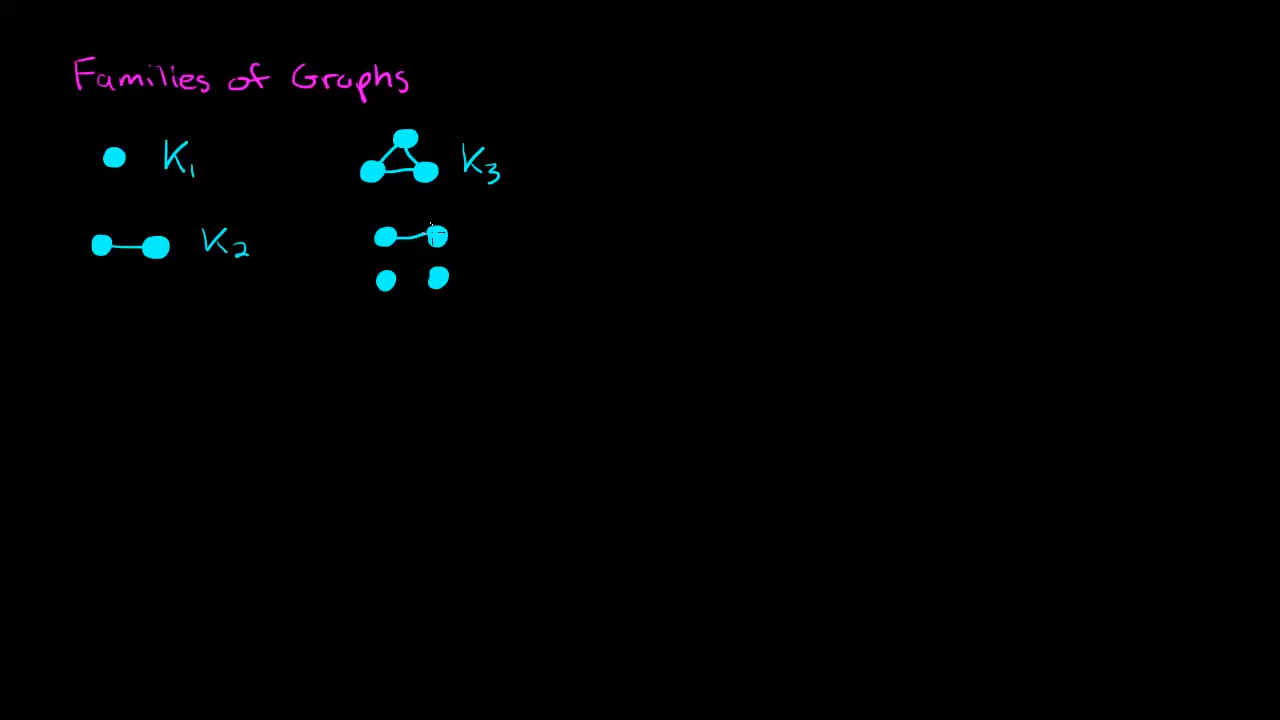 Families of Graphs
K₁
K₃
K₂